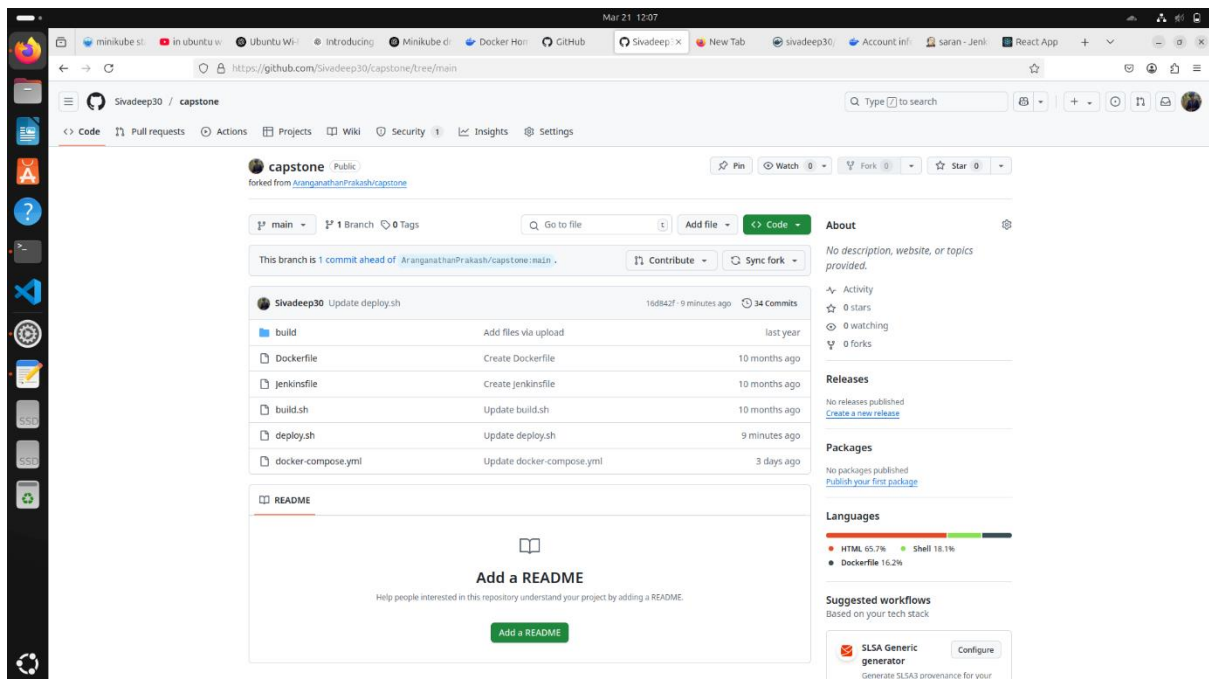 Mar 21 12:07
minikube st
in ubuntu w
Ubuntu Wi-
Introducing
Minikube d
Docker Hom
GitHub
Sivadeep
New Tab
sivadeep30,
Account inf
saran - Jenk
React App
https://github.com/Sivadeep30/capstone/tree/main
Sivadeep30 / capstone
Type / to search
<> Code
Pull requests
Actions
Projects
Wiki
Security 1
Insights
Settings
capstone Public
Pin
Watch 0
Fork 0
Star 0
forked from AranganathanPrakash/capstone
main
1 Branch
0 Tags
Go to file
t
Add file
<> Code
This branch is 1 commit ahead of AranganathanPrakash/capstone:main .
Contribute
Sync fork
Sivadeep30 Update deploy.sh
16d842f · 9 minutes ago
34 Commits
build Add files via upload last year
Dockerfile Create Dockerfile 10 months ago
Jenkinsfile Create Jenkinsfile 10 months ago
build.sh Update build.sh 10 months ago
deploy.sh Update deploy.sh 9 minutes ago
docker-compose.yml Update docker-compose.yml 3 days ago
README
Add a README
Help people interested in this repository understand your project by adding a README.
Add a README
About
No description, website, or topics
provided.
Activity
0 stars
0 watching
0 forks
Releases
No releases published
Create a new release
Packages
No packages published
Publish your first package
Languages
HTML 65.7%
Shell 18.1%
Dockerfile 16.2%
Suggested workflows
Based on your tech stack
SLSA Generic
generator
Configure
Generate SLSA3 provenance for your
SSD
SSD